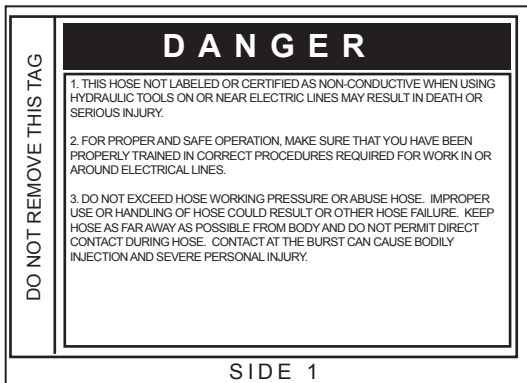 DO NOT REMOVE THIS TAG
DANGER
1. THIS HOSE NOT LABELED OR CERTIFIED AS NON-CONDUCTIVE WHEN USING
HYDRAULIC TOOLS ON OR NEAR ELECTRIC LINES MAY RESULT IN DEATH OR
SERIOUS INJURY.
2. FOR PROPER AND SAFE OPERATION, MAKE SURE THAT YOU HAVE BEEN
PROPERLY TRAINED IN CORRECT PROCEDURES REQUIRED FOR WORK IN OR
AROUND ELECTRICAL LINES.
3. DO NOT EXCEED HOSE WORKING PRESSURE OR ABUSE HOSE. IMPROPER
USE OR HANDLING OF HOSE COULD RESULT OR OTHER HOSE FAILURE. KEEP
HOSE AS FAR AWAY AS POSSIBLE FROM BODY AND DO NOT PERMIT DIRECT
CONTACT DURING HOSE. CONTACT AT THE BURST CAN CAUSE BODILY
INJECTION AND SEVERE PERSONAL INJURY.
SIDE 1